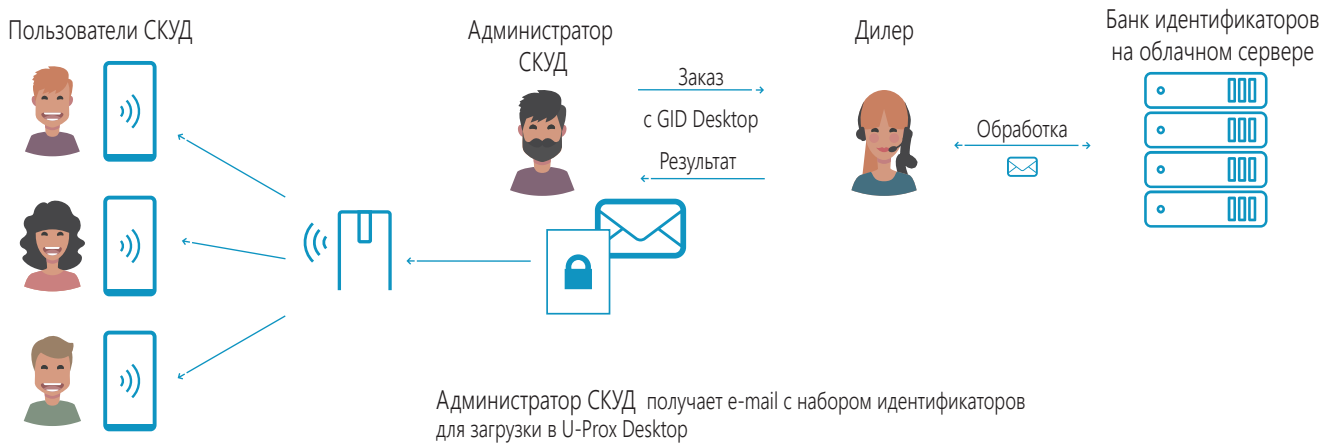 Пользователи СКУД
Администратор
СКУД
Дилер
Банк идентификаторов
на облачном сервере
Заказ
с GID Desktop
Результат
Обработка
Администратор СКУД получает e-mail с набором идентификаторов
для загрузки в U-Prox Desktop